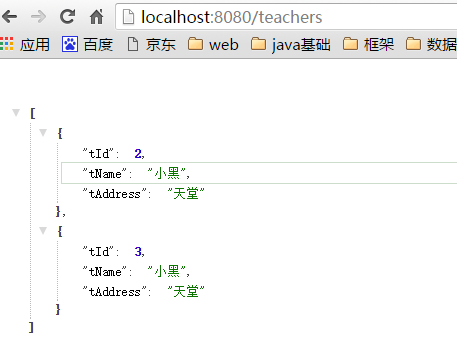 localhost:8080/teachers
应用 百度 京东 web java基础 框架 数据
[
{
"tId": 2,
"tName": "小黑",
"tAddress": "天堂"
},
{
"tId": 3,
"tName": "小黑",
"tAddress": "天堂"
}
]